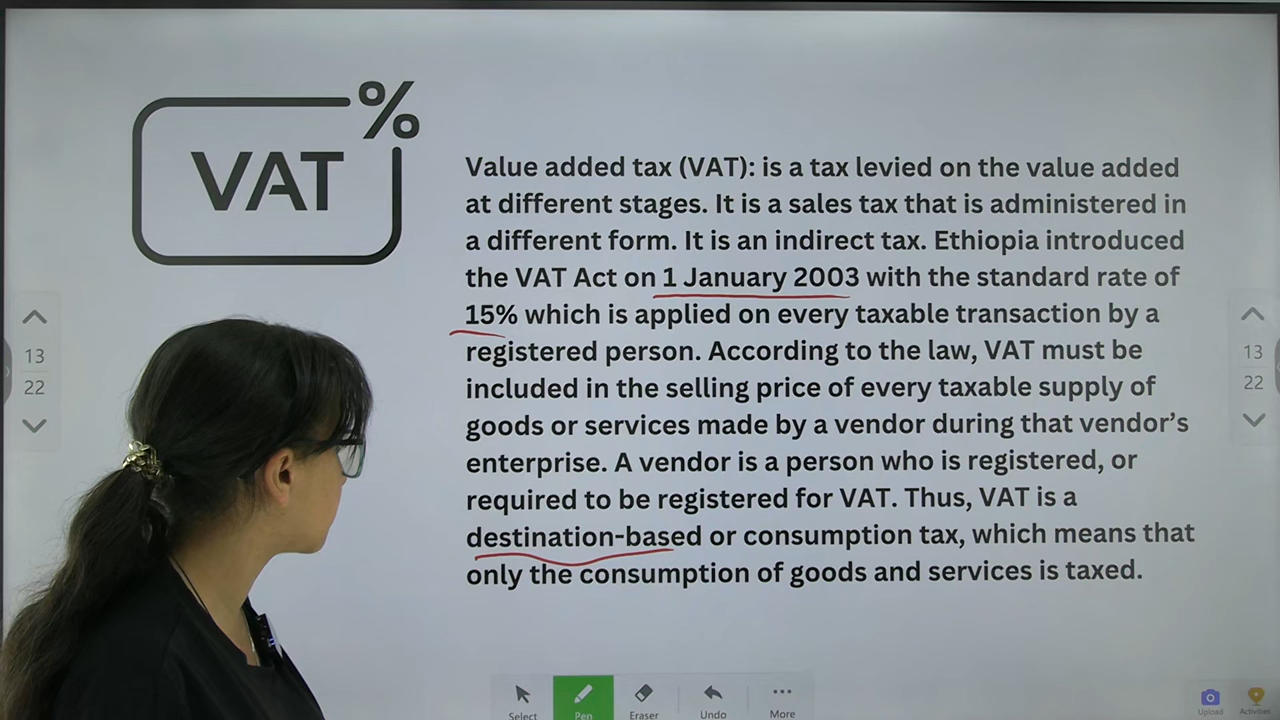 %
VAT
Value added tax (VAT): is a tax levied on the value added
at different stages. It is a sales tax that is administered in
a different form. It is an indirect tax. Ethiopia introduced
the VAT Act on 1 January 2003 with the standard rate of
15% which is applied on every taxable transaction by a
registered person. According to the law, VAT must be
included in the selling price of every taxable supply of
goods or services made by a vendor during that vendor's
enterprise. A vendor is a person who is registered, or
required to be registered for VAT. Thus, VAT is a
destination-based or consumption tax, which means that
only the consumption of goods and services is taxed.
13
22
13
22
Select
Pen
Eraser
Undo
More
Upload
Activities